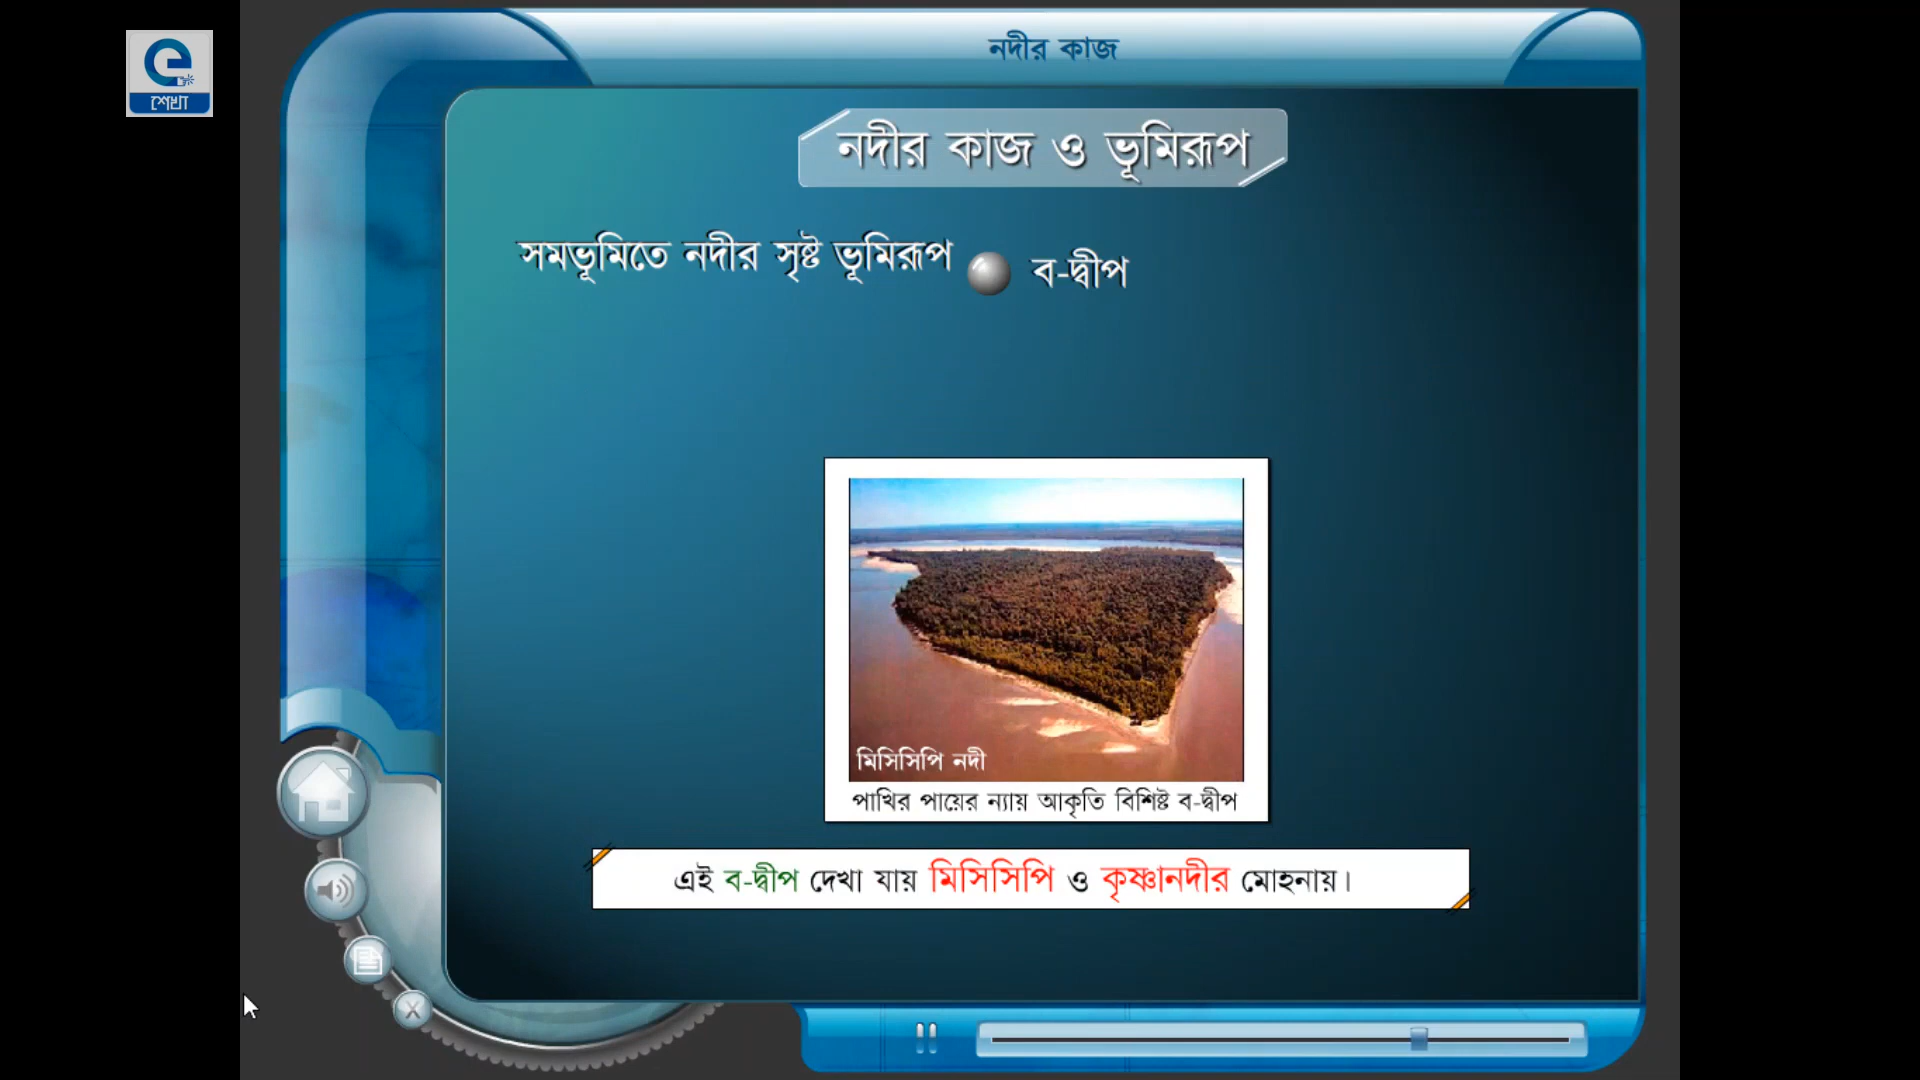 নদীর কাজ
e
শেখা
নদীর কাজ ও ভূমিরূপ
সমভূমিতে নদীর সৃষ্ট ভূমিরূপ
ব-দ্বীপ
মিসিসিপি নদী
পাখির পায়ের ন্যায় আকৃতি বিশিষ্ট ব-দ্বীপ
এই ব-দ্বীপ দেখা যায় মিসিসিপি ও কৃষ্ণানদীর মোহনায়।